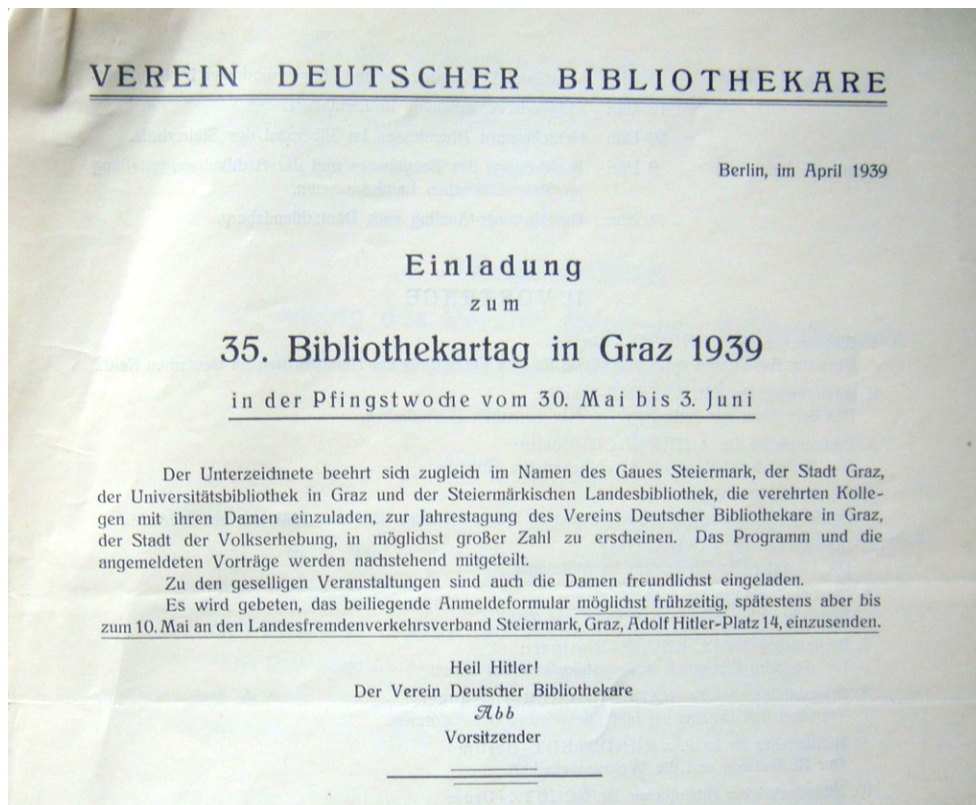 VEREIN DEUTSCHER BIBLIOTHEKARE
Berlin, im April 1939
Einladung
zum
35. Bibliothekartag in Graz 1939
in der Pfingstwoche vom 30. Mai bis 3. Juni
Der Unterzeichnete beehrt sich zugleich im Namen des Gaues Steiermark, der Stadt Graz,
der Universitätsbibliothek in Graz und der Steiermärkischen Landesbibliothek, die verehrten Kolle-
gen mit ihren Damen einzuladen, zur Jahrestagung des Vereins Deutscher Bibliothekare in Graz,
der Stadt der Volkserhebung, in möglichst großer Zahl zu erscheinen. Das Programm und die
angemeldeten Vorträge werden nachstehend mitgeteilt.
Zu den geselligen Veranstaltungen sind auch die Damen freundlichst eingeladen.
Es wird gebeten, das beiliegende Anmeldeformular möglichst frühzeitig, spätestens aber bis
zum 10. Mai an den Landesfremdenverkehrsverband Steiermark, Graz, Adolf Hitler-Platz 14, einzusenden.
Heil Hitler!
Der Verein Deutscher Bibliothekare
Abb
Vorsitzender